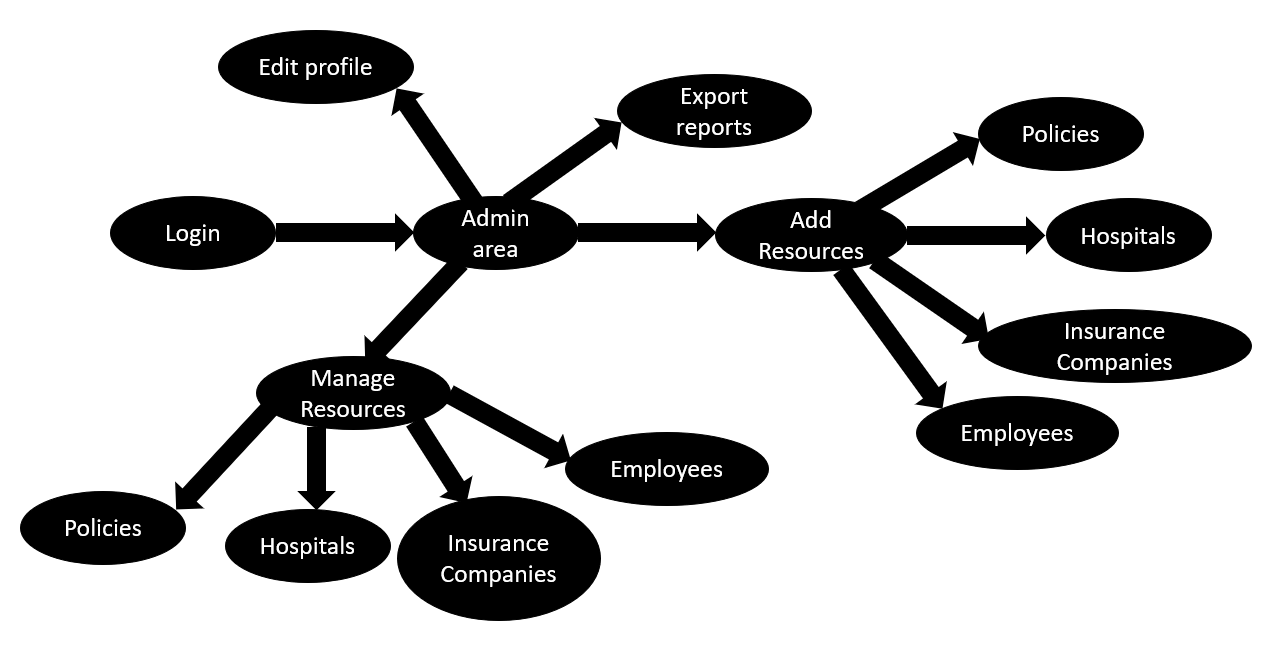 Edit profile
Export
reports
Policies
Login
Admin
area
Add
Resources
Hospitals
Insurance
Companies
Manage
Resources
Employees
Employees
Policies
Hospitals
Insurance
Companies